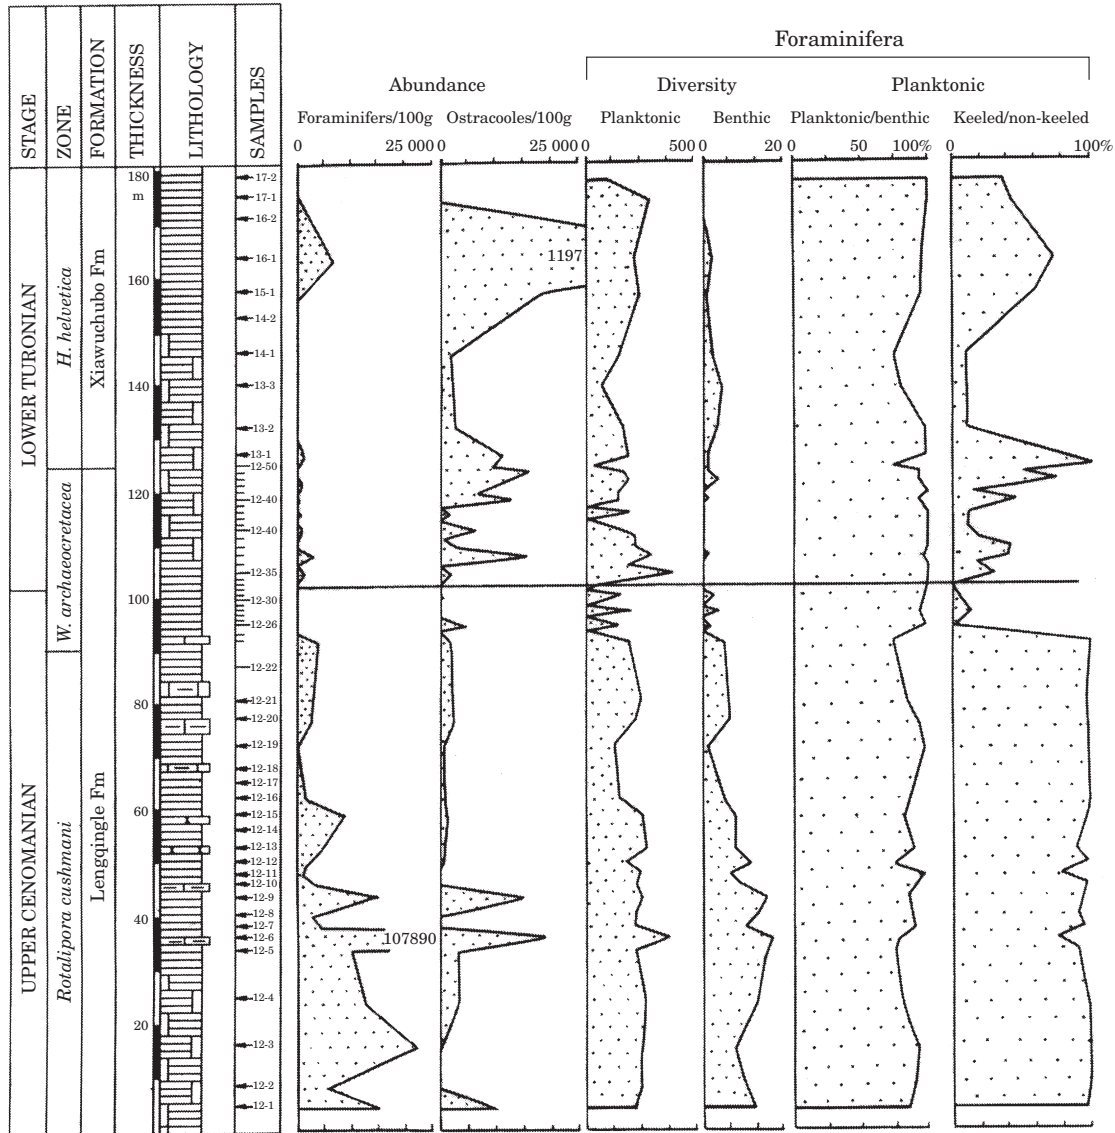 Foraminifera
Abundance
Diversity
Planktonic
Foraminifers/100g
Ostracooles/100g
Planktonic
Benthic
Planktonic/benthic
Keeled/non-keeled
STAGE
ZONE
FORMATION
THICKNESS
LITHOLOGY
SAMPLES
0 25 000
0 25 000
0 5000
0 20
0 50 100%
0 100%
LOWER TURONIAN
UPPER CENOMANIAN
H. helvetica
W. archaeocretacea
Rotalipora cushmani
Xiawuchubo Fm
Lengqingle Fm
180
m
160
140
120
100
80
60
40
20
17-2
17-1
16-2
16-1
15-1
14-2
14-1
13-3
13-2
13-1
12-50
12-40
12-40
12-35
12-30
12-26
12-22
12-21
12-20
12-19
12-18
12-17
12-16
12-15
12-14
12-13
12-12
12-11
12-10
12-9
12-8
12-7
12-6
12-5
12-4
12-3
12-2
12-1
1197
107890